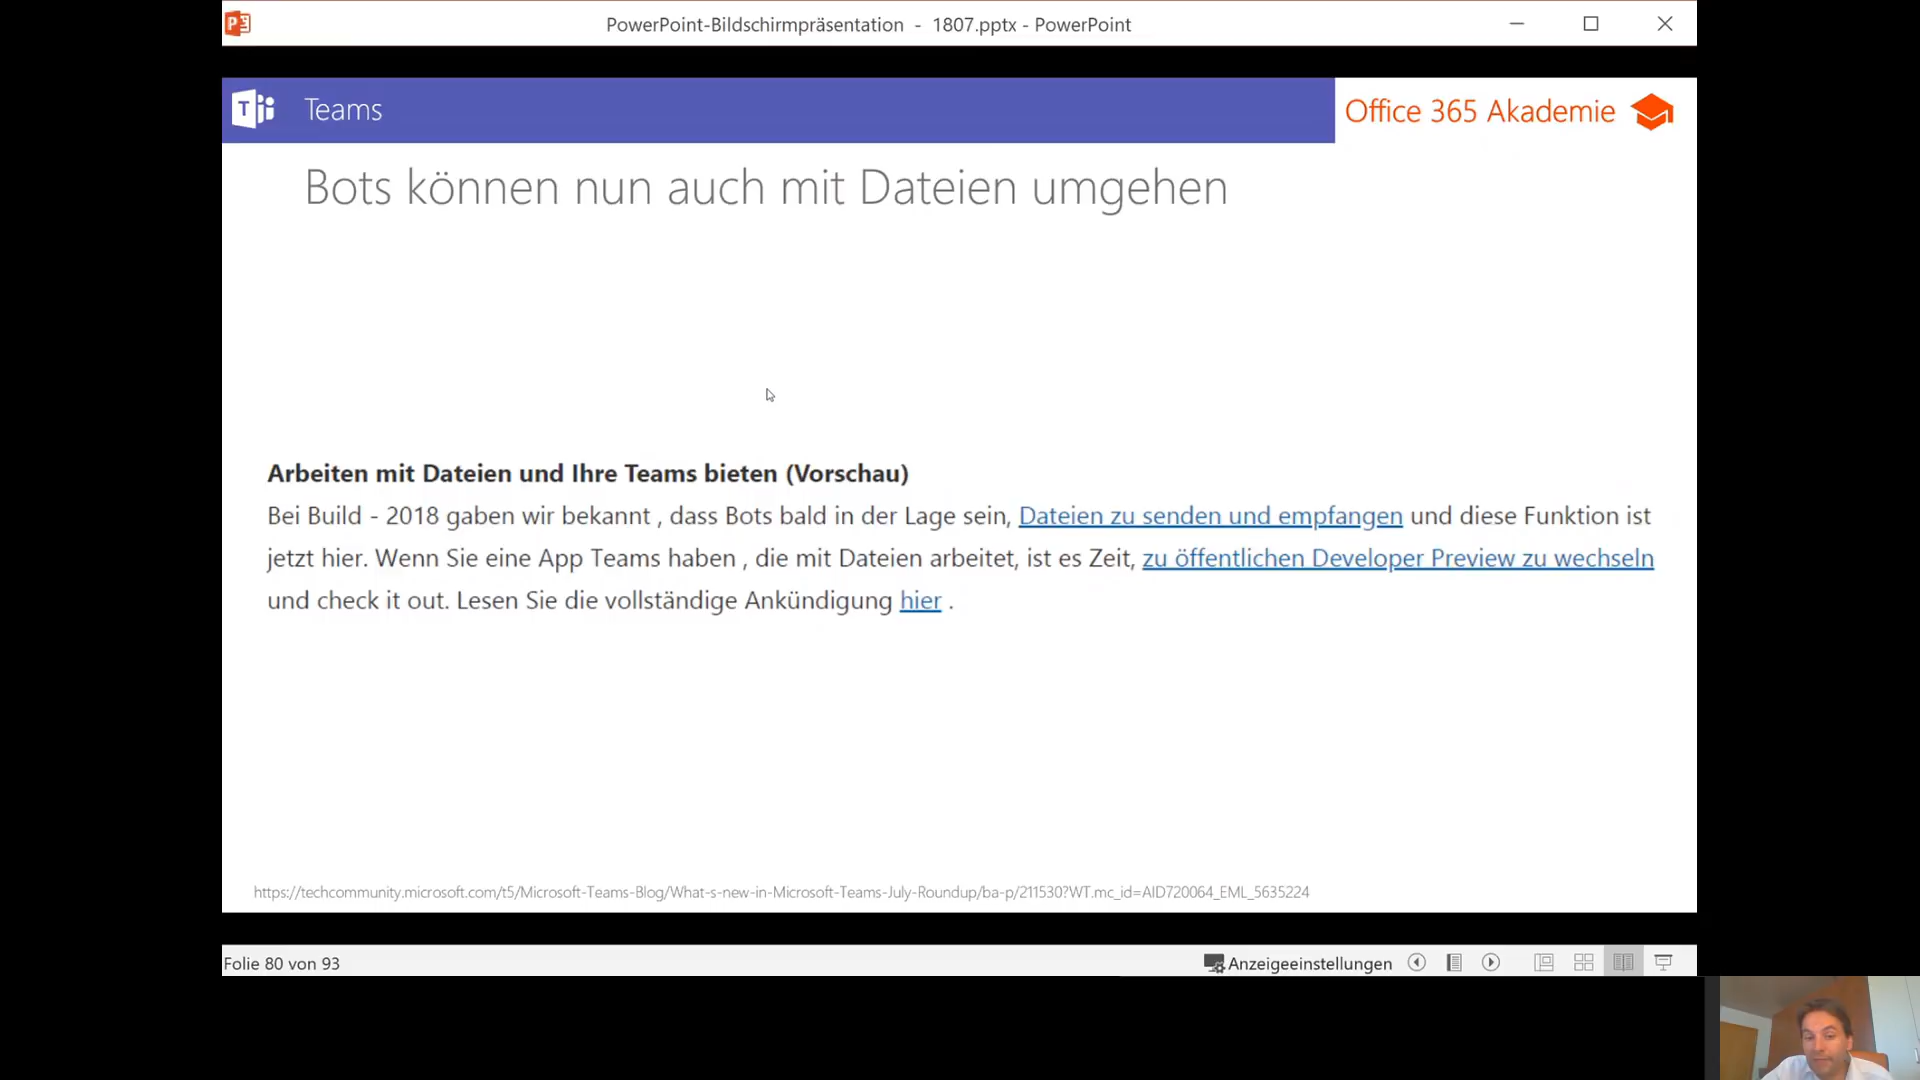 PowerPoint-Bildschirmpräsentation - 1807.pptx - PowerPoint
Teams
Office 365 Akademie
Bots können nun auch mit Dateien umgehen
Arbeiten mit Dateien und Ihre Teams bieten (Vorschau)
Bei Build - 2018 gaben wir bekannt , dass Bots bald in der Lage sein, Dateien zu senden und empfangen und diese Funktion ist
jetzt hier. Wenn Sie eine App Teams haben , die mit Dateien arbeitet, ist es Zeit, zu öffentlichen Developer Preview zu wechseln
und check it out. Lesen Sie die vollständige Ankündigung hier .
https://techcommunity.microsoft.com/t5/Microsoft-Teams-Blog/What-s-new-in-Microsoft-Teams-July-Roundup/ba-p/211530?WT.mc_id=AID720064_EML_5635224
Folie 80 von 93
Anzeigeeinstellungen